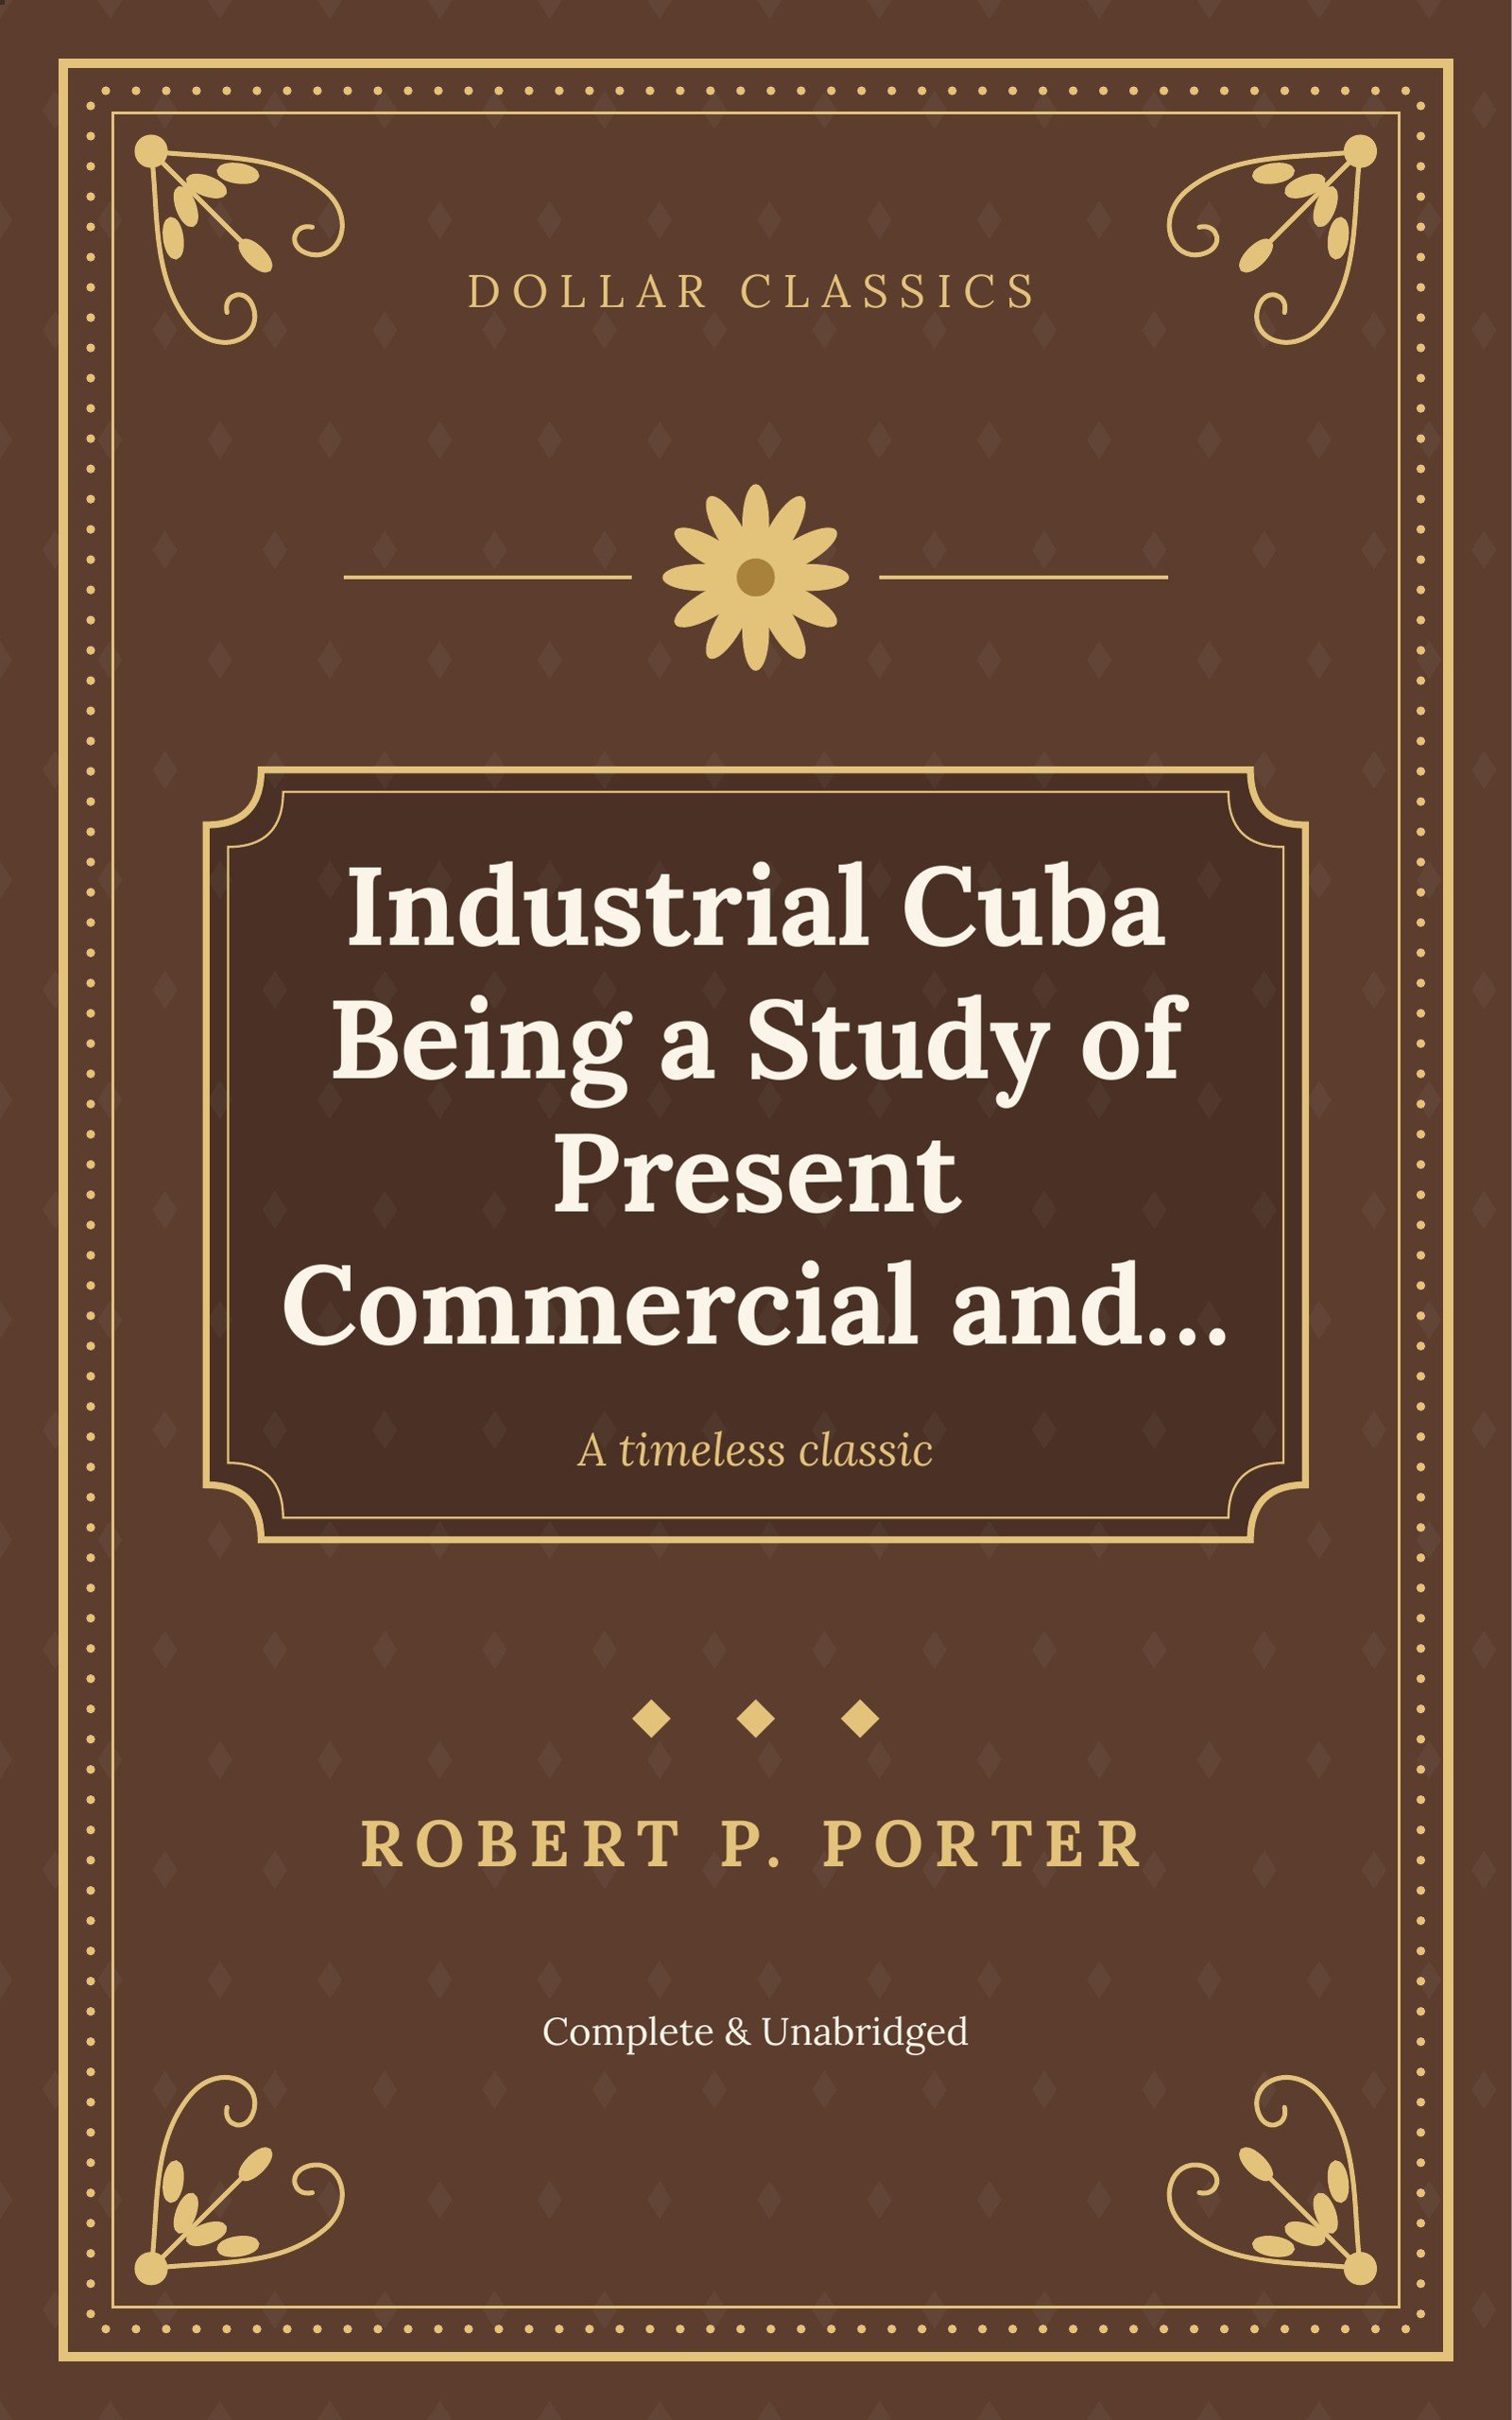 DOLLAR CLASSICS
Industrial Cuba
Being a Study of
Present
Commercial and...
A timeless classic
ROBERT P. PORTER
Complete & Unabridged